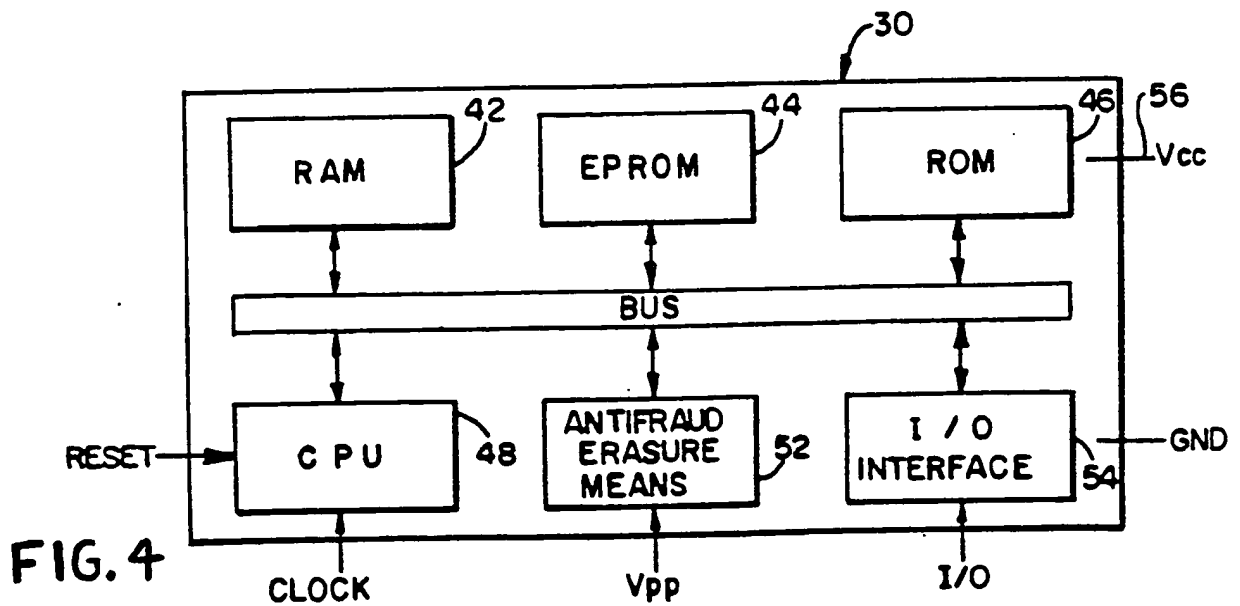 30
42
44
46
56
RAM
EPROM
ROM
Vcc
BUS
RESET
CPU
48
ANTIFRAUD
ERASURE
MEANS
52
I/O
INTERFACE
54
GND
FIG. 4
CLOCK
Vpp
I/O